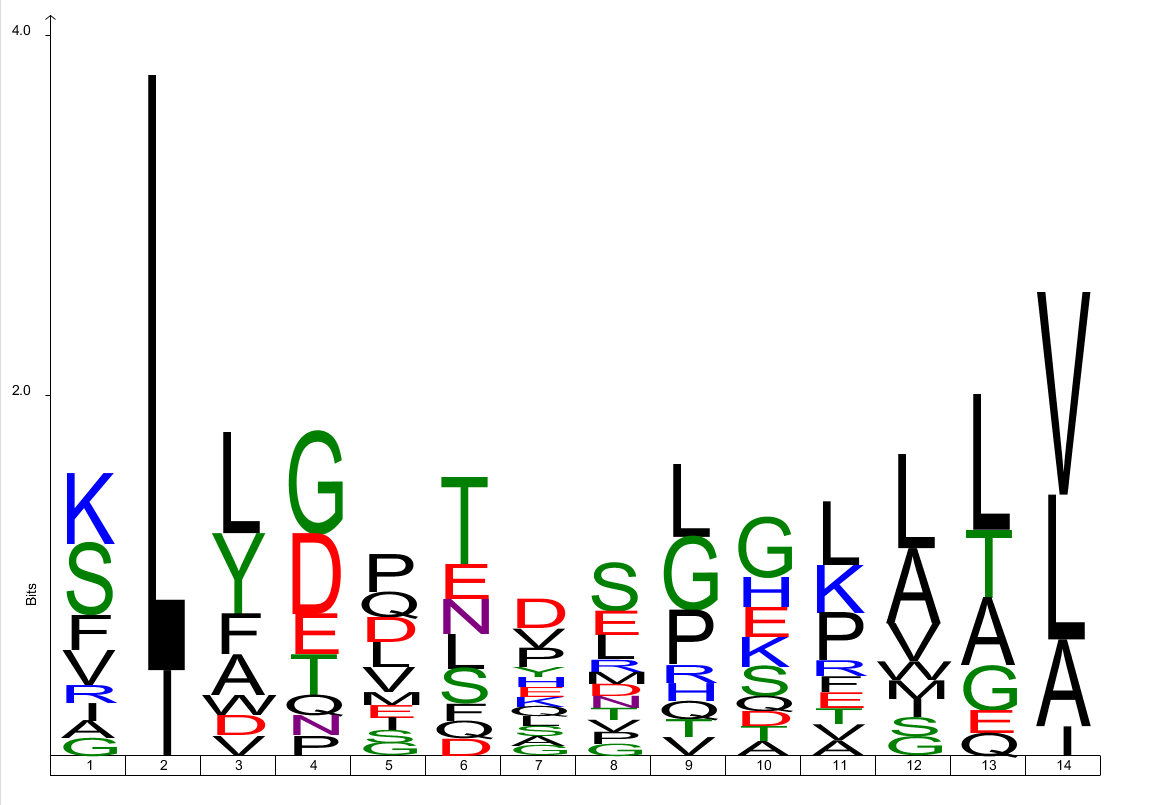 4.0
2.0
Bits
K S F V R I A G
L I
L Y F A W D V
G D E T Q N P
P Q D L V M E I S G
T E N L S F Q D
D V P Y H E K Q S A G
S E L R M D N T V P G
L G P R H Q T V
G H E K S Q D T A
L K P R F E T V A
L A V W M I S G
L T A G E Q
V L A I
1 2 3 4 5 6 7 8 9 10 11 12 13 14